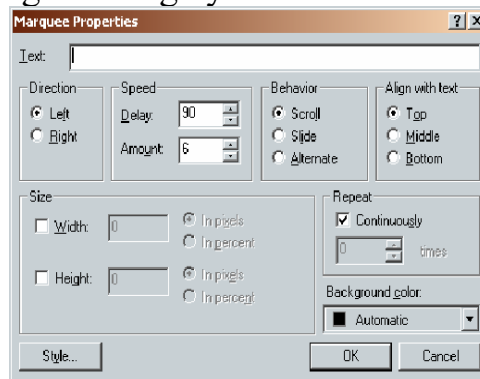 Marquee Properties
Text:
Direction
Left
Right
Speed
Delay: 90
Amount: 6
Behavior
Scroll
Slide
Alternate
Align with text
Top
Middle
Bottom
Size
Width: 0
In pixels
In percent
Height: 0
In pixels
In percent
Repeat
Continuously
0 times
Background color:
Automatic
Style...
OK
Cancel